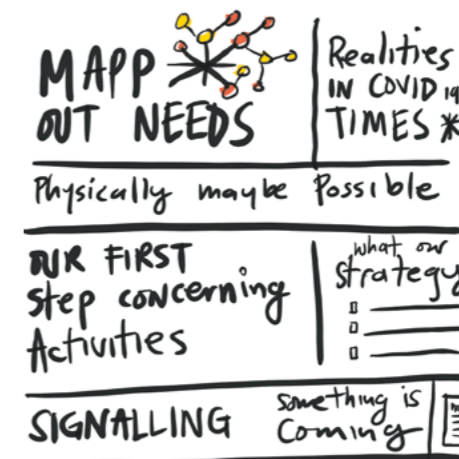 MAPP
OUT NEEDS
Realities
IN COVID 19
TIMES *
Physically maybe Possible
OUR FIRST
Step concerning
Activities
what our
strategy
SIGNALLING
something is
Coming